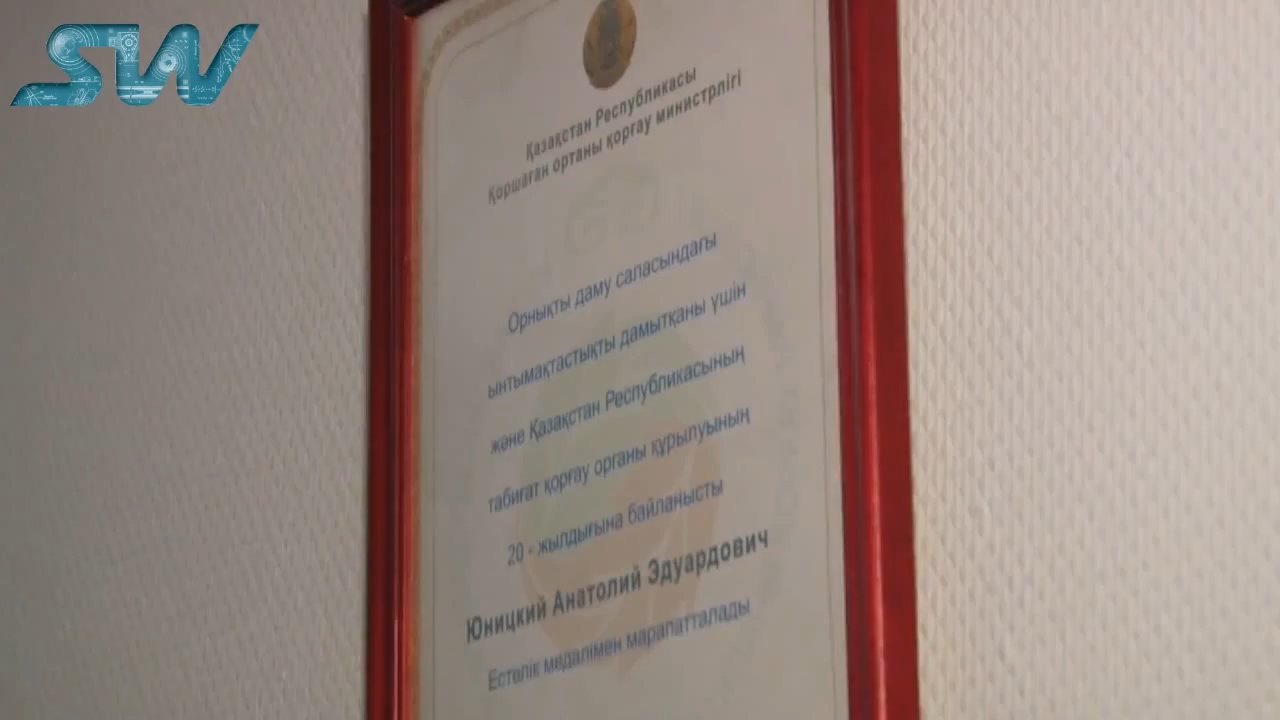 SW
Қазақстан Республикасы
Қоршаған ортаны қорғау министрлігі
Орнықты даму саласындағы
ынтымақтастықты дамытқаны үшін
және Қазақстан Республикасының
табиғат қорғау органы құрылуының
20 - жылдығына байланысты
Юницкий Анатолий Эдуардович
Естелік медалімен марапатталады